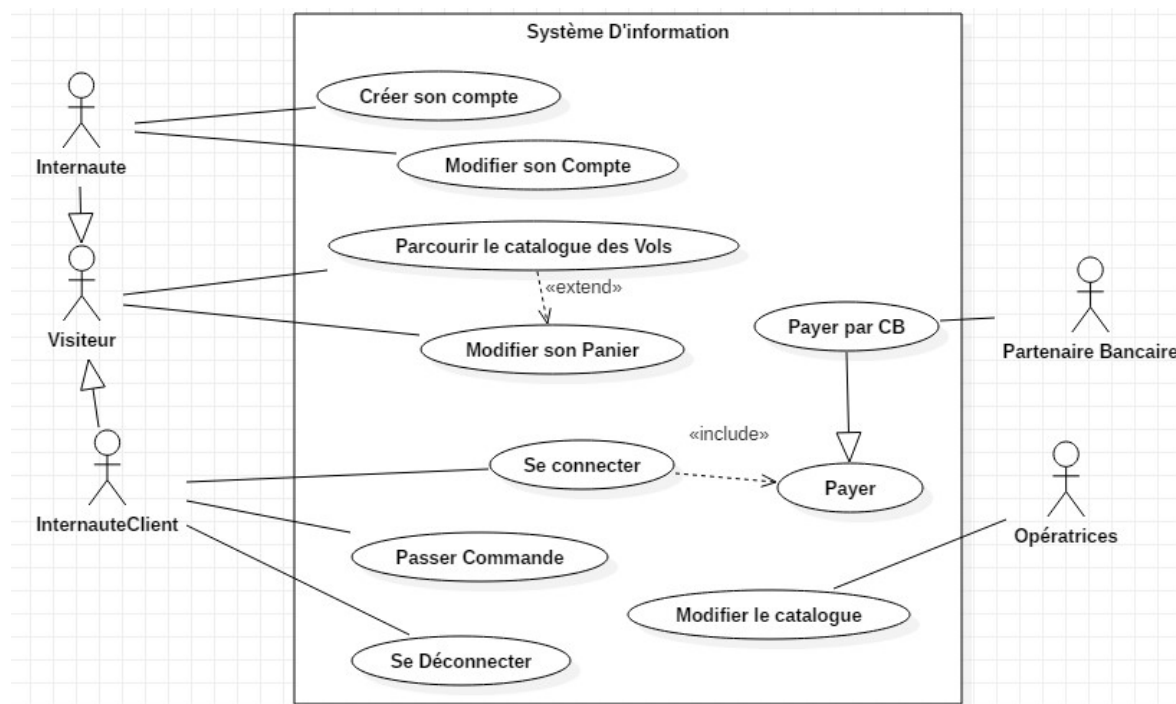 Système D'information
Créer son compte
Internaute
Modifier son Compte
Parcourir le catalogue des Vols
«extend»
Visiteur
Modifier son Panier
Payer par CB
Partenaire Bancaire
«include»
Se connecter
Payer
InternauteClient
Opératrices
Passer Commande
Modifier le catalogue
Se Déconnecter